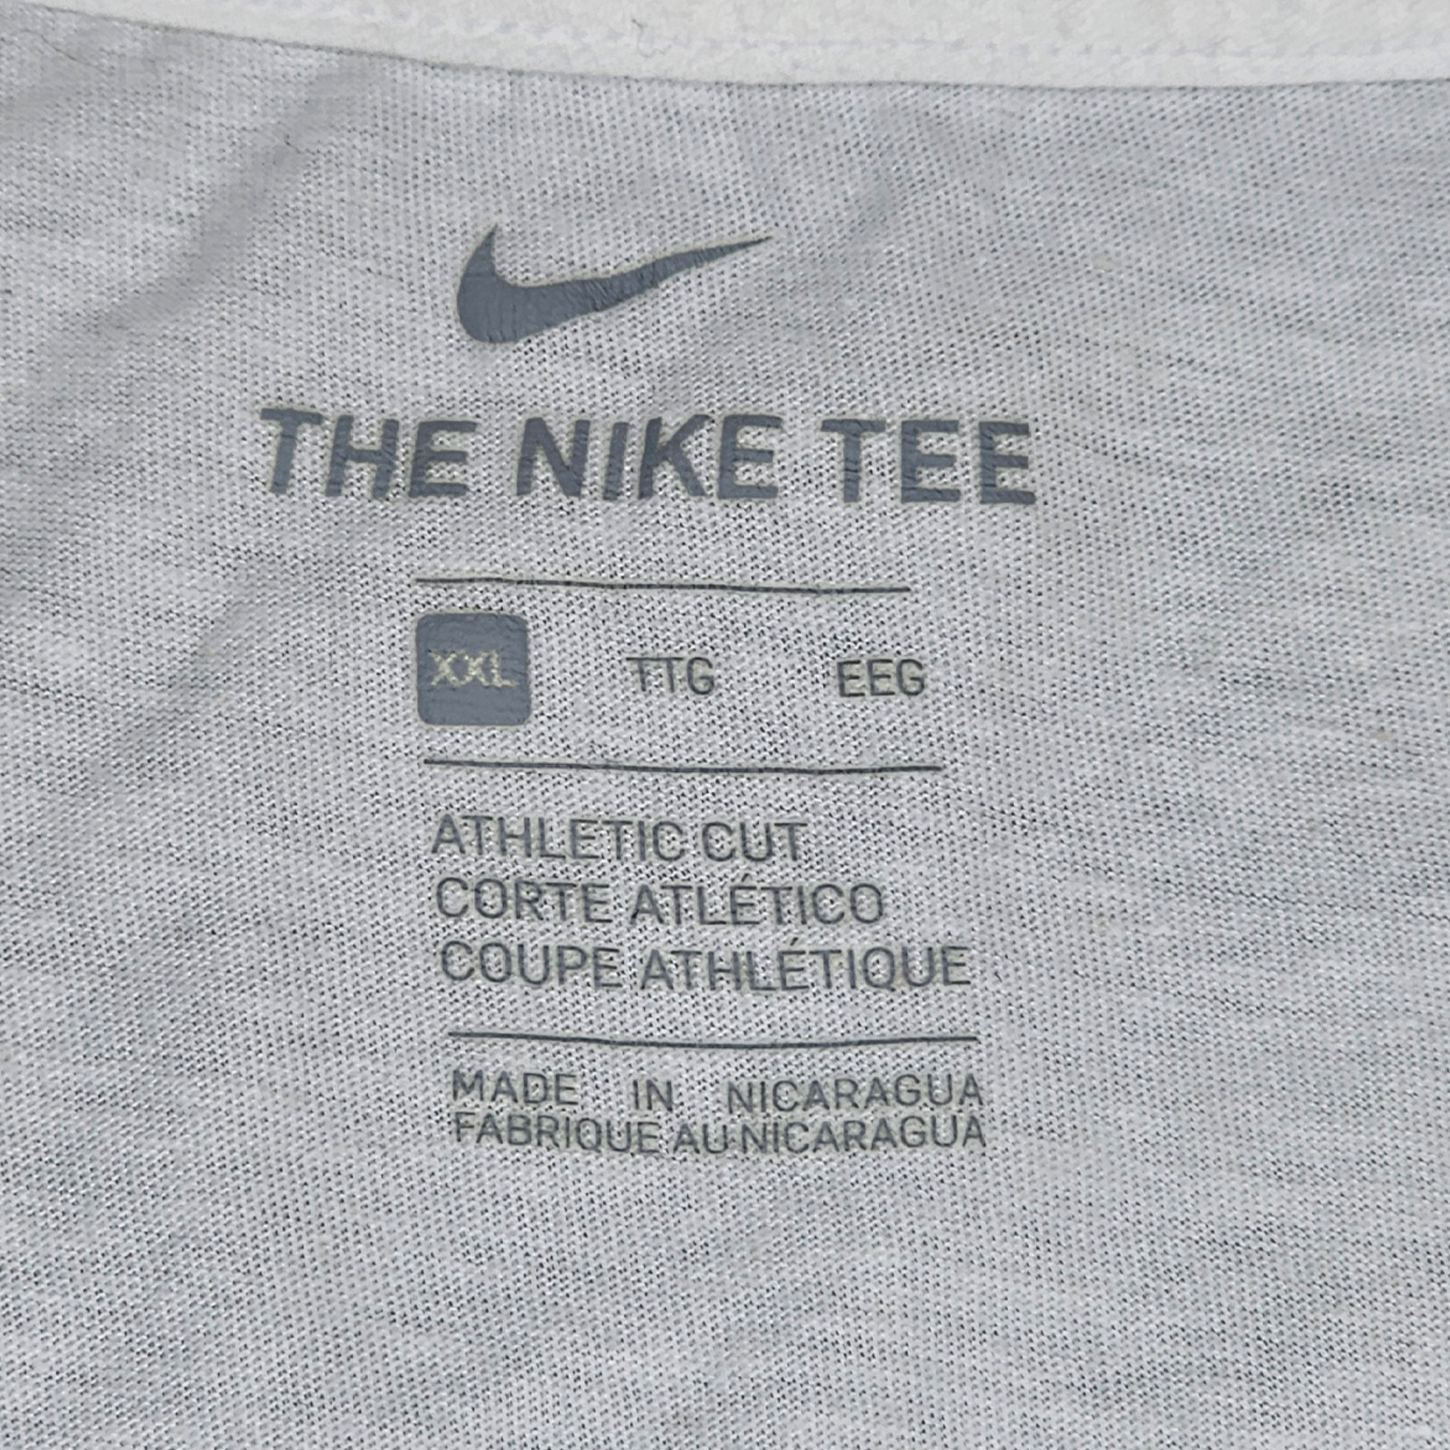 THE NIKE TEE
XXL TTG EEG
ATHLETIC CUT
CORTE ATLÉTICO
COUPE ATHLÉTIQUE
MADE IN NICARAGUA
FABRIQUE AU NICARAGUA